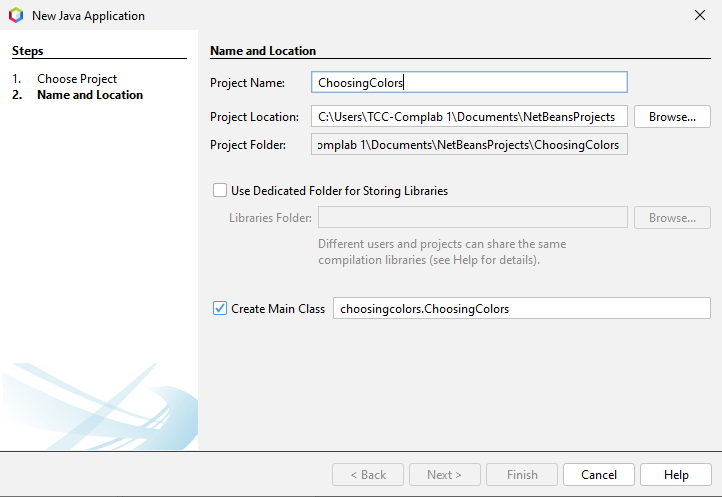 New Java Application
Steps
1. Choose Project
2. Name and Location
Name and Location
Project Name: ChoosingColors
Project Location: C:\Users\TCC-Complab 1\Documents\NetBeansProjects Browse...
Project Folder: omplab 1\Documents\NetBeansProjects\ChoosingColors
Use Dedicated Folder for Storing Libraries
Libraries Folder: Browse...
Different users and projects can share the same
compilation libraries (see Help for details).
Create Main Class choosingcolors.ChoosingColors
< Back Next > Finish Cancel Help